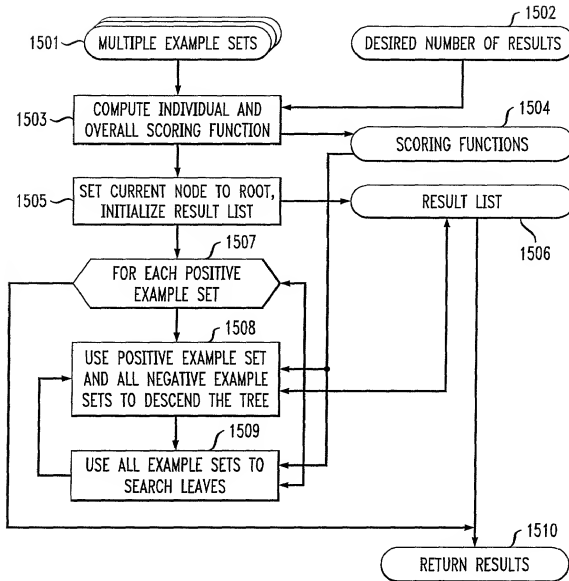 1501
MULTIPLE EXAMPLE SETS
1502
DESIRED NUMBER OF RESULTS
1503
COMPUTE INDIVIDUAL AND
OVERALL SCORING FUNCTION
1504
SCORING FUNCTIONS
1505
SET CURRENT NODE TO ROOT,
INITIALIZE RESULT LIST
RESULT LIST
1506
1507
FOR EACH POSITIVE
EXAMPLE SET
1508
USE POSITIVE EXAMPLE SET
AND ALL NEGATIVE EXAMPLE
SETS TO DESCEND THE TREE
1509
USE ALL EXAMPLE SETS TO
SEARCH LEAVES
1510
RETURN RESULTS